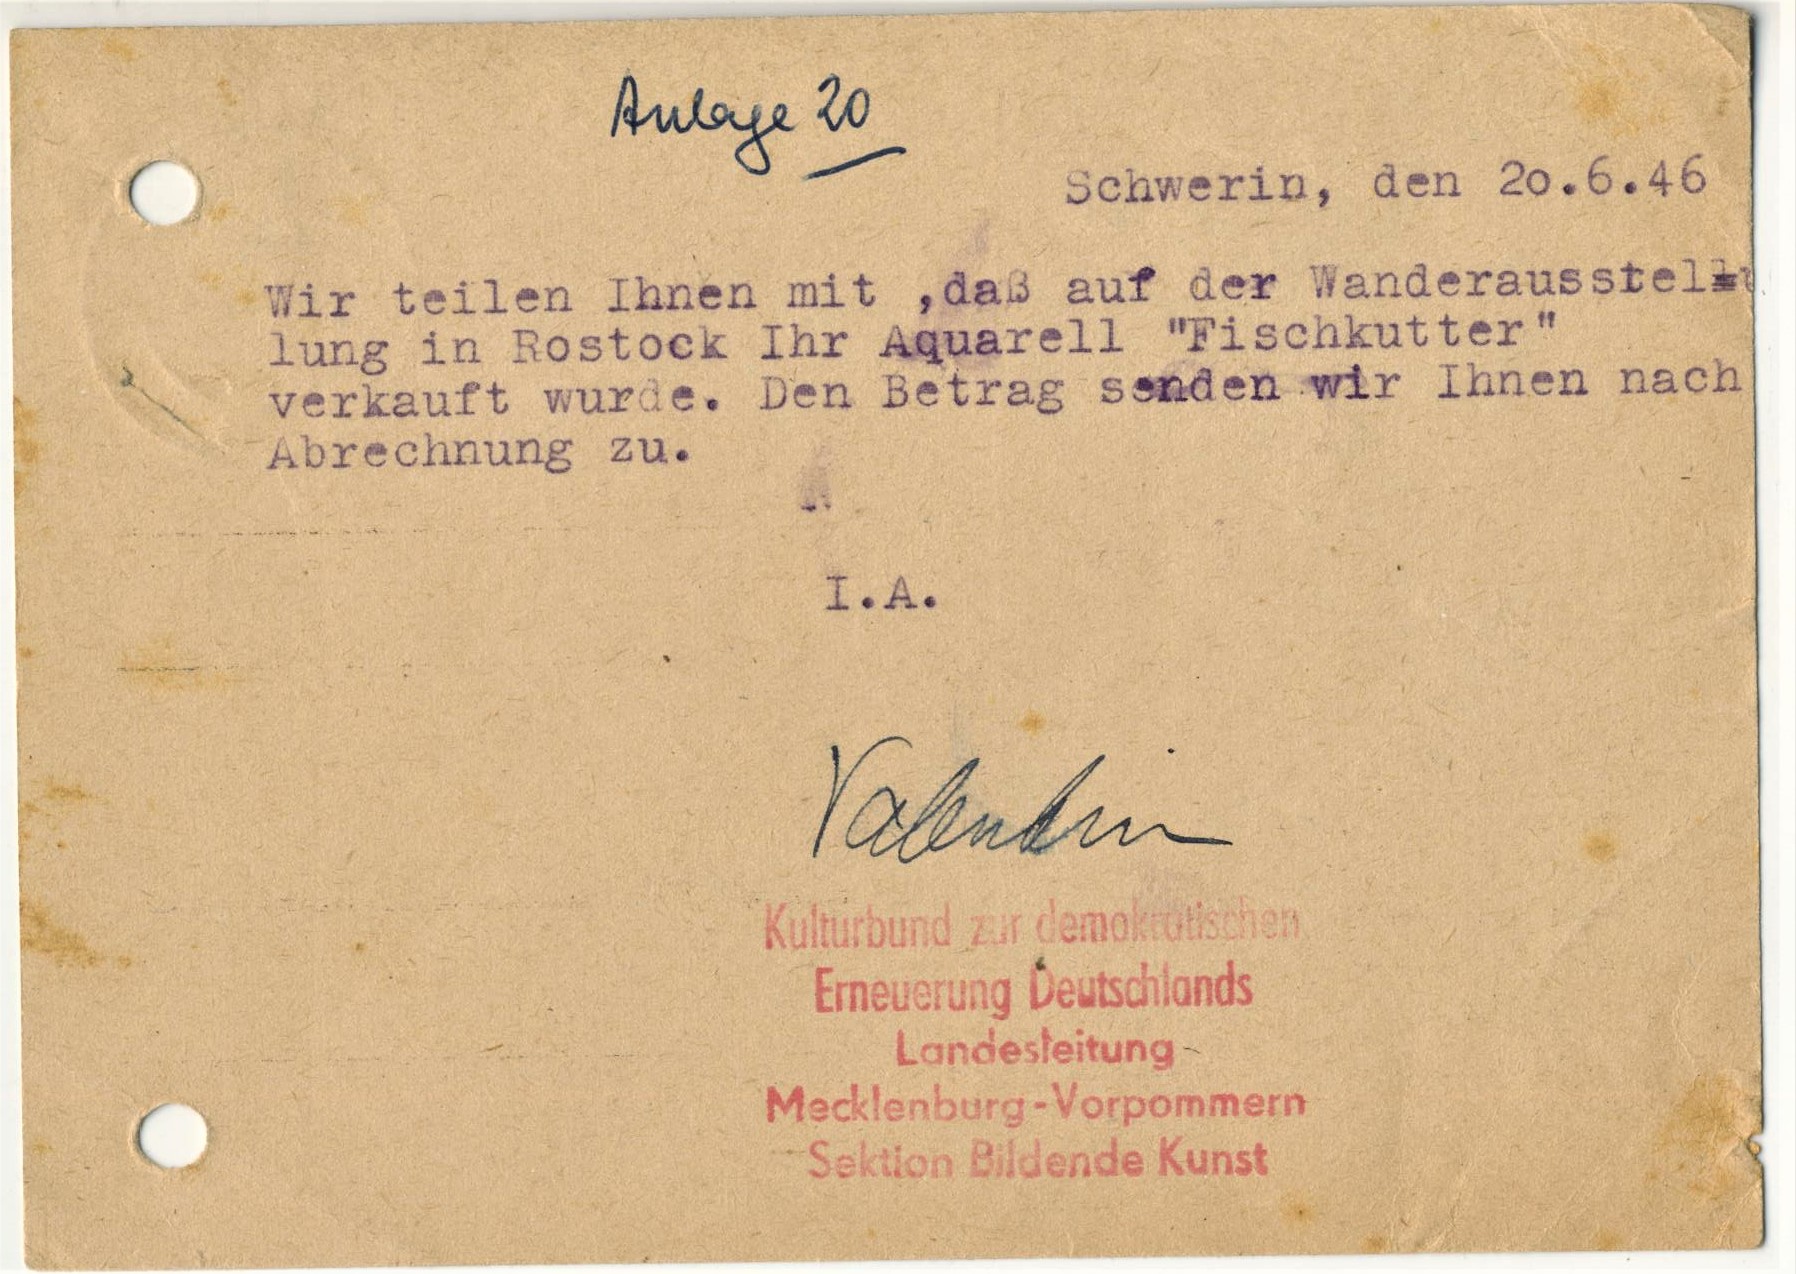 Anlage 20
Schwerin, den 20.6.46
Wir teilen Ihnen mit ,daß auf der Wanderausstel
lung in Rostock Ihr Aquarell "Fischkutter"
verkauft wurde. Den Betrag senden wir Ihnen nach
Abrechnung zu.
I.A.
Valentin
Kulturbund zur demokratischen
Erneuerung Deutschlands
Landesleitung
Mecklenburg-Vorpommern
Sektion Bildende Kunst